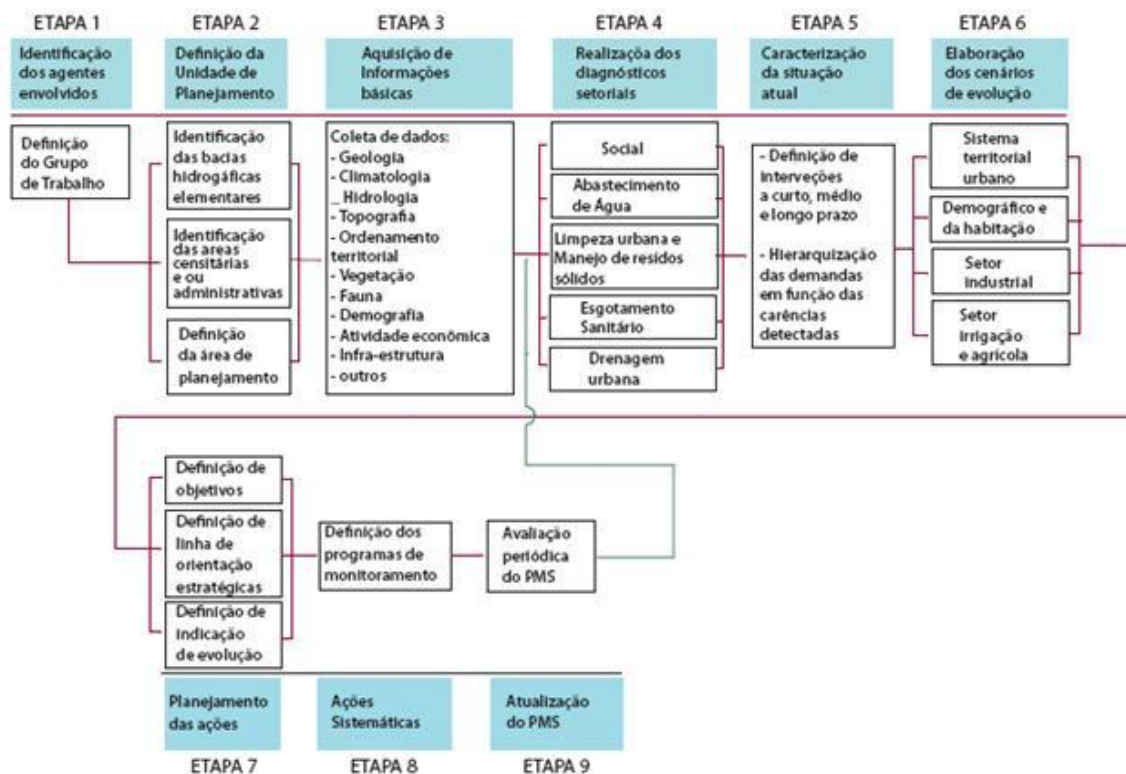 ETAPA 1
Identificação
dos agentes
envolvidos
Definição
do Grupo
de Trabalho
ETAPA 2
Definição da
Unidade de
Planejamento
Identificação
das bacias
hidrogáficas
elementares
Identificação
das areas
censitárias
e ou
administrativas
Definição
da área de
planejamento
ETAPA 3
Aquisição de
Informações
básicas
Coleta de dados:
- Geologia
- Climatologia
_ Hidrologia
- Topografia
- Ordenamento
territorial
- Vegetação
- Fauna
- Demografia
- Atividade econômica
- Infra-estrutura
- outros
ETAPA 4
Realizaçõa dos
diagnósticos
setoriais
Social
Abastecimento
de Água
Limpeza urbana e
Manejo de resídos
sólidos
Esgotamento
Sanitário
Drenagem
urbana
ETAPA 5
Caracterização
da situação
atual
- Definição de
interveções
a curto, médio
e longo prazo
- Hierarquização
das demandas
em função das
carências
detectadas
ETAPA 6
Elaboração
dos cenários
de evolução
Sistema
territorial
urbano
Demográfico e
da habitação
Setor
industrial
Setor
irrigação
e agrícola
Definição de
objetivos
Definição de
linha de
orientação
estratégicas
Definição de
indicação
de evolução
Planejamento
das ações
ETAPA 7
Definição dos
programas de
monitoramento
Ações
Sistemáticas
ETAPA 8
Avaliação
periódica
do PMS
Atualização
do PMS
ETAPA 9